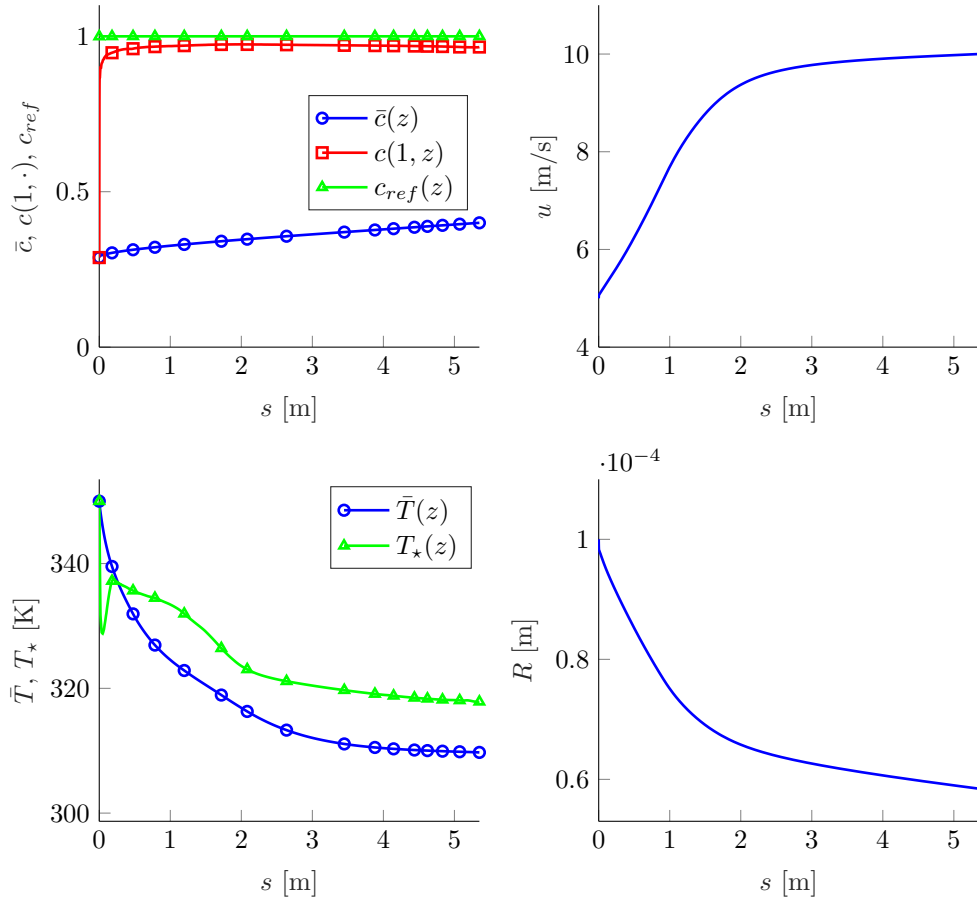 1
0.5
0
0 1 2 3 4 5
s [m]
c̄, c(1, ·), c_ref
c̄(z)
c(1, z)
c_ref(z)
10
8
6
4
0 1 2 3 4 5
s [m]
u [m/s]
340
320
300
0 1 2 3 4 5
s [m]
T̄, T⋆ [K]
T̄(z)
T⋆(z)
·10⁻⁴
1
0.8
0.6
0 1 2 3 4 5
s [m]
R [m]